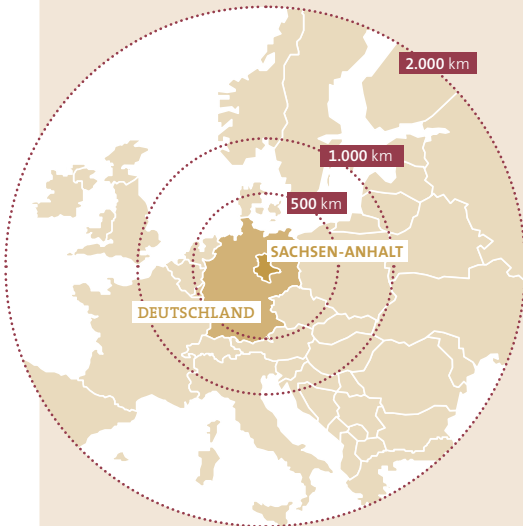 2.000 km
1.000 km
500 km
SACHSEN-ANHALT
DEUTSCHLAND